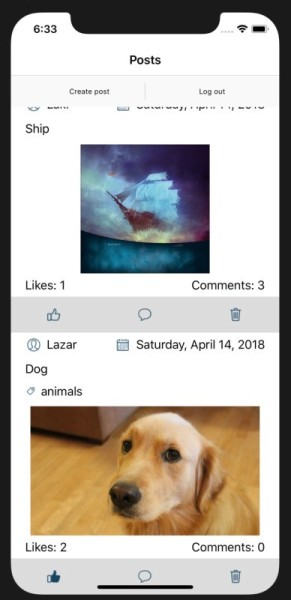 6:33
Posts
Create post Log out
Saturday, April 14, 2018
Ship
Likes: 1 Comments: 3
Lazar Saturday, April 14, 2018
Dog
animals
Likes: 2 Comments: 0